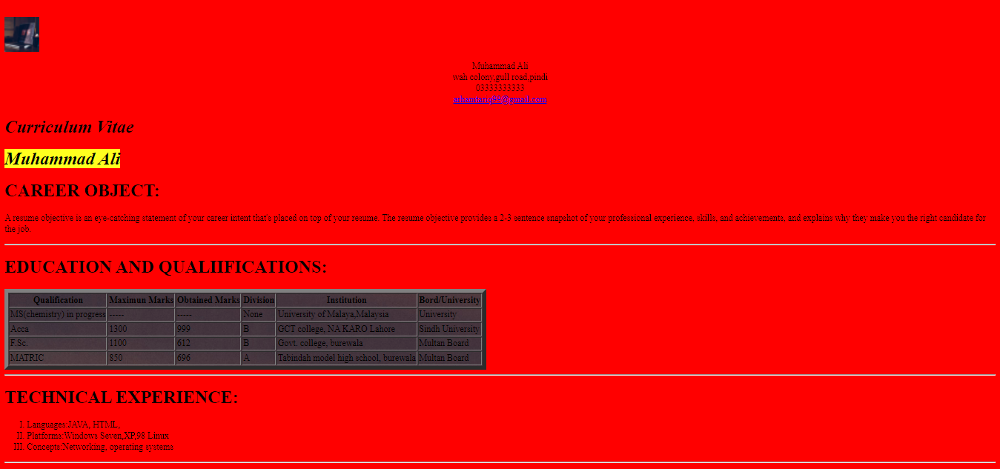 Muhammad Ali
wah colony,gull road,pindi
03333333333
arhamtariq99@gmail.com
Curriculum Vitae
Muhammad Ali
CAREER OBJECT:
A resume objective is an eye-catching statement of your career intent that's placed on top of your resume. The resume objective provides a 2-3 sentence snapshot of your professional experience, skills, and achievements, and explains why they make you the right candidate for
the job.
EDUCATION AND QUALIIFICATIONS:
Qualification Maximun Marks Obtained Marks Division Institution Bord/University
MS(chemistry) in progress ----- ----- None University of Malaya,Malaysia University
Acca 1300 999 B GCT college, NA KARO Lahore Sindh University
F.Sc. 1100 612 B Govt. college, burewala Multan Board
MATRIC 850 696 A Tabindah model high school, burewala Multan Board
TECHNICAL EXPERIENCE:
I. Languages:JAVA, HTML,
II. Platforms:Windows Seven,XP,98 Linux
III. Concepts:Networking, operating systems